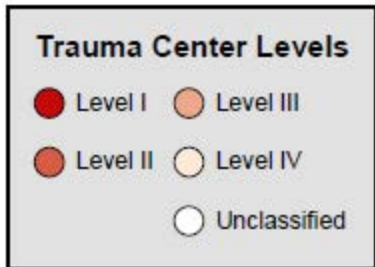 Trauma Center Levels
Level I Level III
Level II Level IV
Unclassified